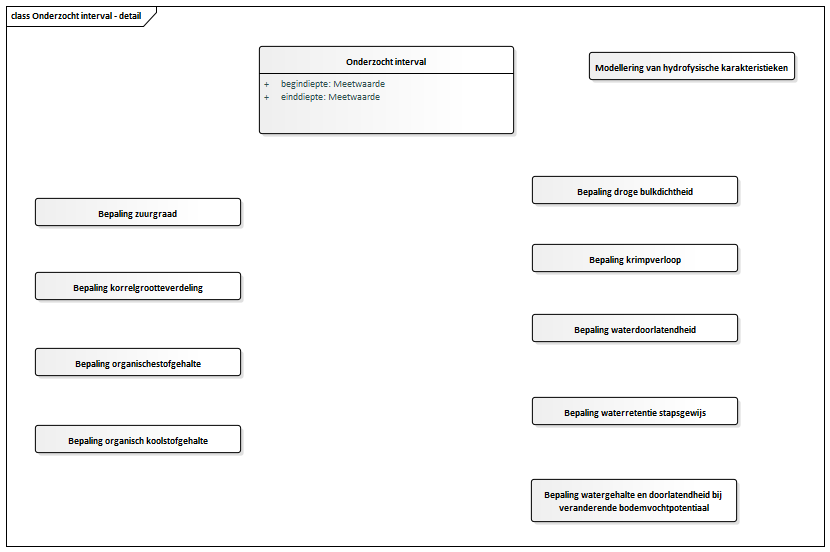 class Onderzocht interval - detail
Onderzocht interval
+ begindiepte: Meetwaarde
+ einddiepte: Meetwaarde
Modellering van hydrofysische karakteristieken
Bepaling zuurgraad
Bepaling korrelgrootteverdeling
Bepaling organischestofgehalte
Bepaling organisch koolstofgehalte
Bepaling droge bulkdichtheid
Bepaling krimpverloop
Bepaling waterdoorlatendheid
Bepaling waterretentie stapsgewijs
Bepaling watergehalte en doorlatendheid bij
veranderende bodemvochtpotentiaal